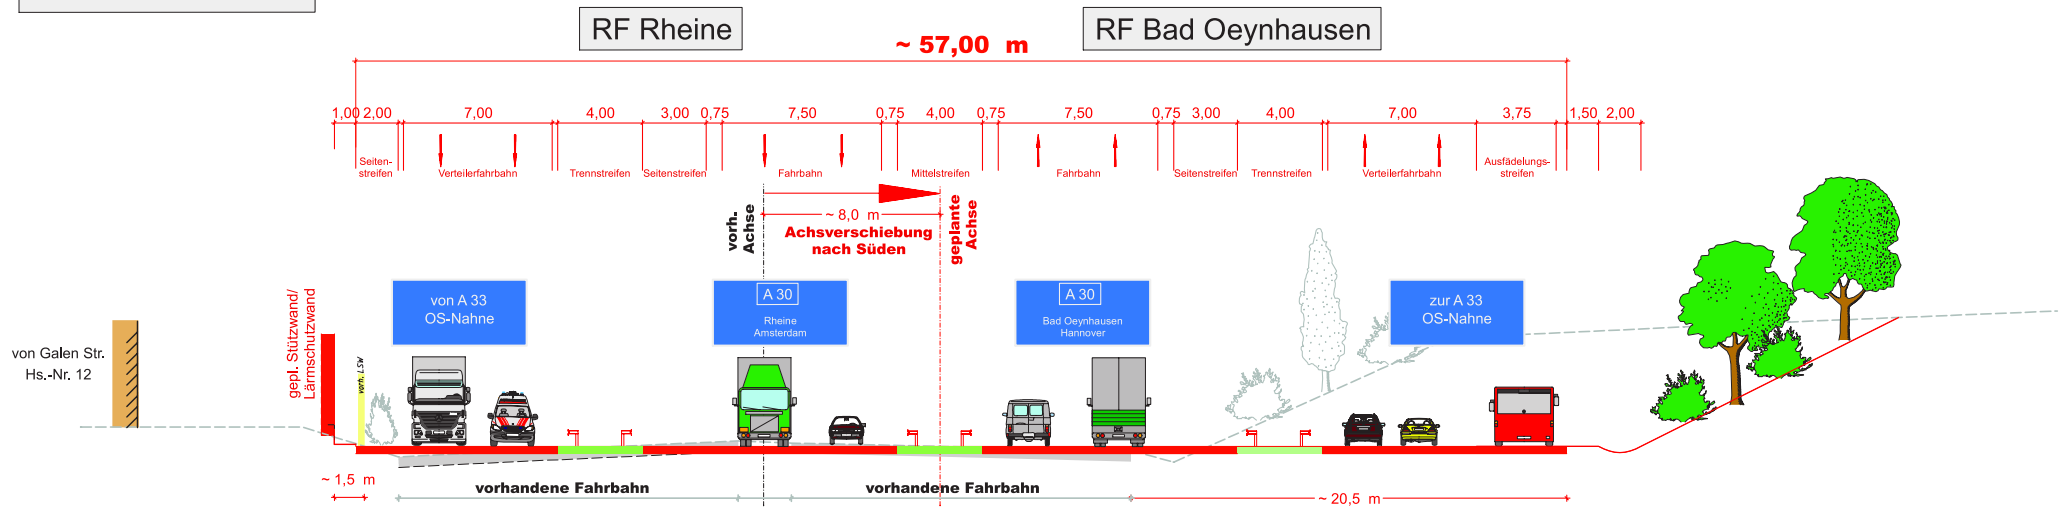 RF Rheine
RF Bad Oeynhausen
~ 57,00 m
1,00
2,00
7,00
4,00
3,00
0,75
7,50
0,75
4,00
0,75
7,50
0,75
3,00
4,00
7,00
3,75
1,50
2,00
Seiten-
streifen
Verteilerfahrbahn
Trennstreifen
Seitenstreifen
Fahrbahn
Mittelstreifen
Fahrbahn
Seitenstreifen
Trennstreifen
Verteilerfahrbahn
Ausfädelungs-
streifen
vorh.
Achse
~ 8,0 m
Achsverschiebung
nach Süden
geplante
Achse
von A 33
OS-Nahne
A 30
Rheine
Amsterdam
A 30
Bad Oeynhausen
Hannover
zur A 33
OS-Nahne
von Galen Str.
Hs.-Nr. 12
gepl. Stützwand/
Lärmschutzwand
vorh. LSW
~ 1,5 m
vorhandene Fahrbahn
vorhandene Fahrbahn
~ 20,5 m